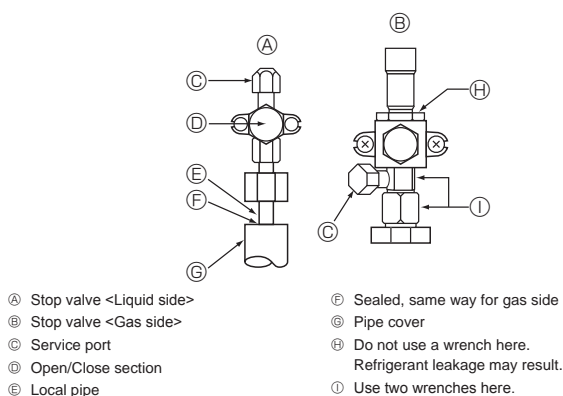 Ⓐ
Ⓑ
Ⓒ
Ⓗ
Ⓓ
Ⓔ
Ⓕ
Ⓒ
Ⓘ
Ⓖ
Ⓐ Stop valve <Liquid side>
Ⓑ Stop valve <Gas side>
Ⓒ Service port
Ⓓ Open/Close section
Ⓔ Local pipe
Ⓕ Sealed, same way for gas side
Ⓖ Pipe cover
Ⓗ Do not use a wrench here.
Refrigerant leakage may result.
Ⓘ Use two wrenches here.